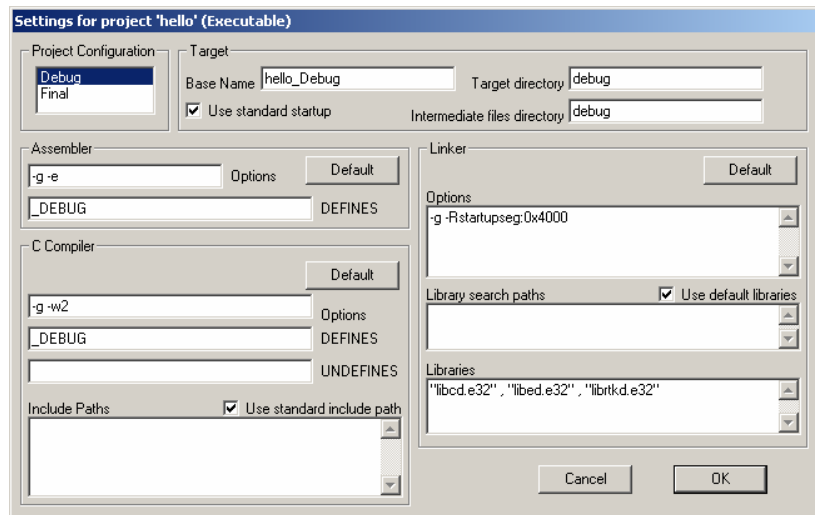 Settings for project 'hello' (Executable)
Project Configuration
Debug
Final
Target
Base Name hello_Debug
Target directory debug
Use standard startup
Intermediate files directory debug
Assembler
-g -e Options Default
_DEBUG DEFINES
C Compiler
Default
-g -w2 Options
_DEBUG DEFINES
UNDEFINES
Include Paths Use standard include path
Linker
Default
Options
-g -Rstartupseg:0x4000
Library search paths Use default libraries
Libraries
"libcd.e32" , "libed.e32" , "librtkd.e32"
Cancel OK